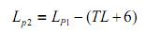 L_{p2} = L_{P1} − (TL + 6)